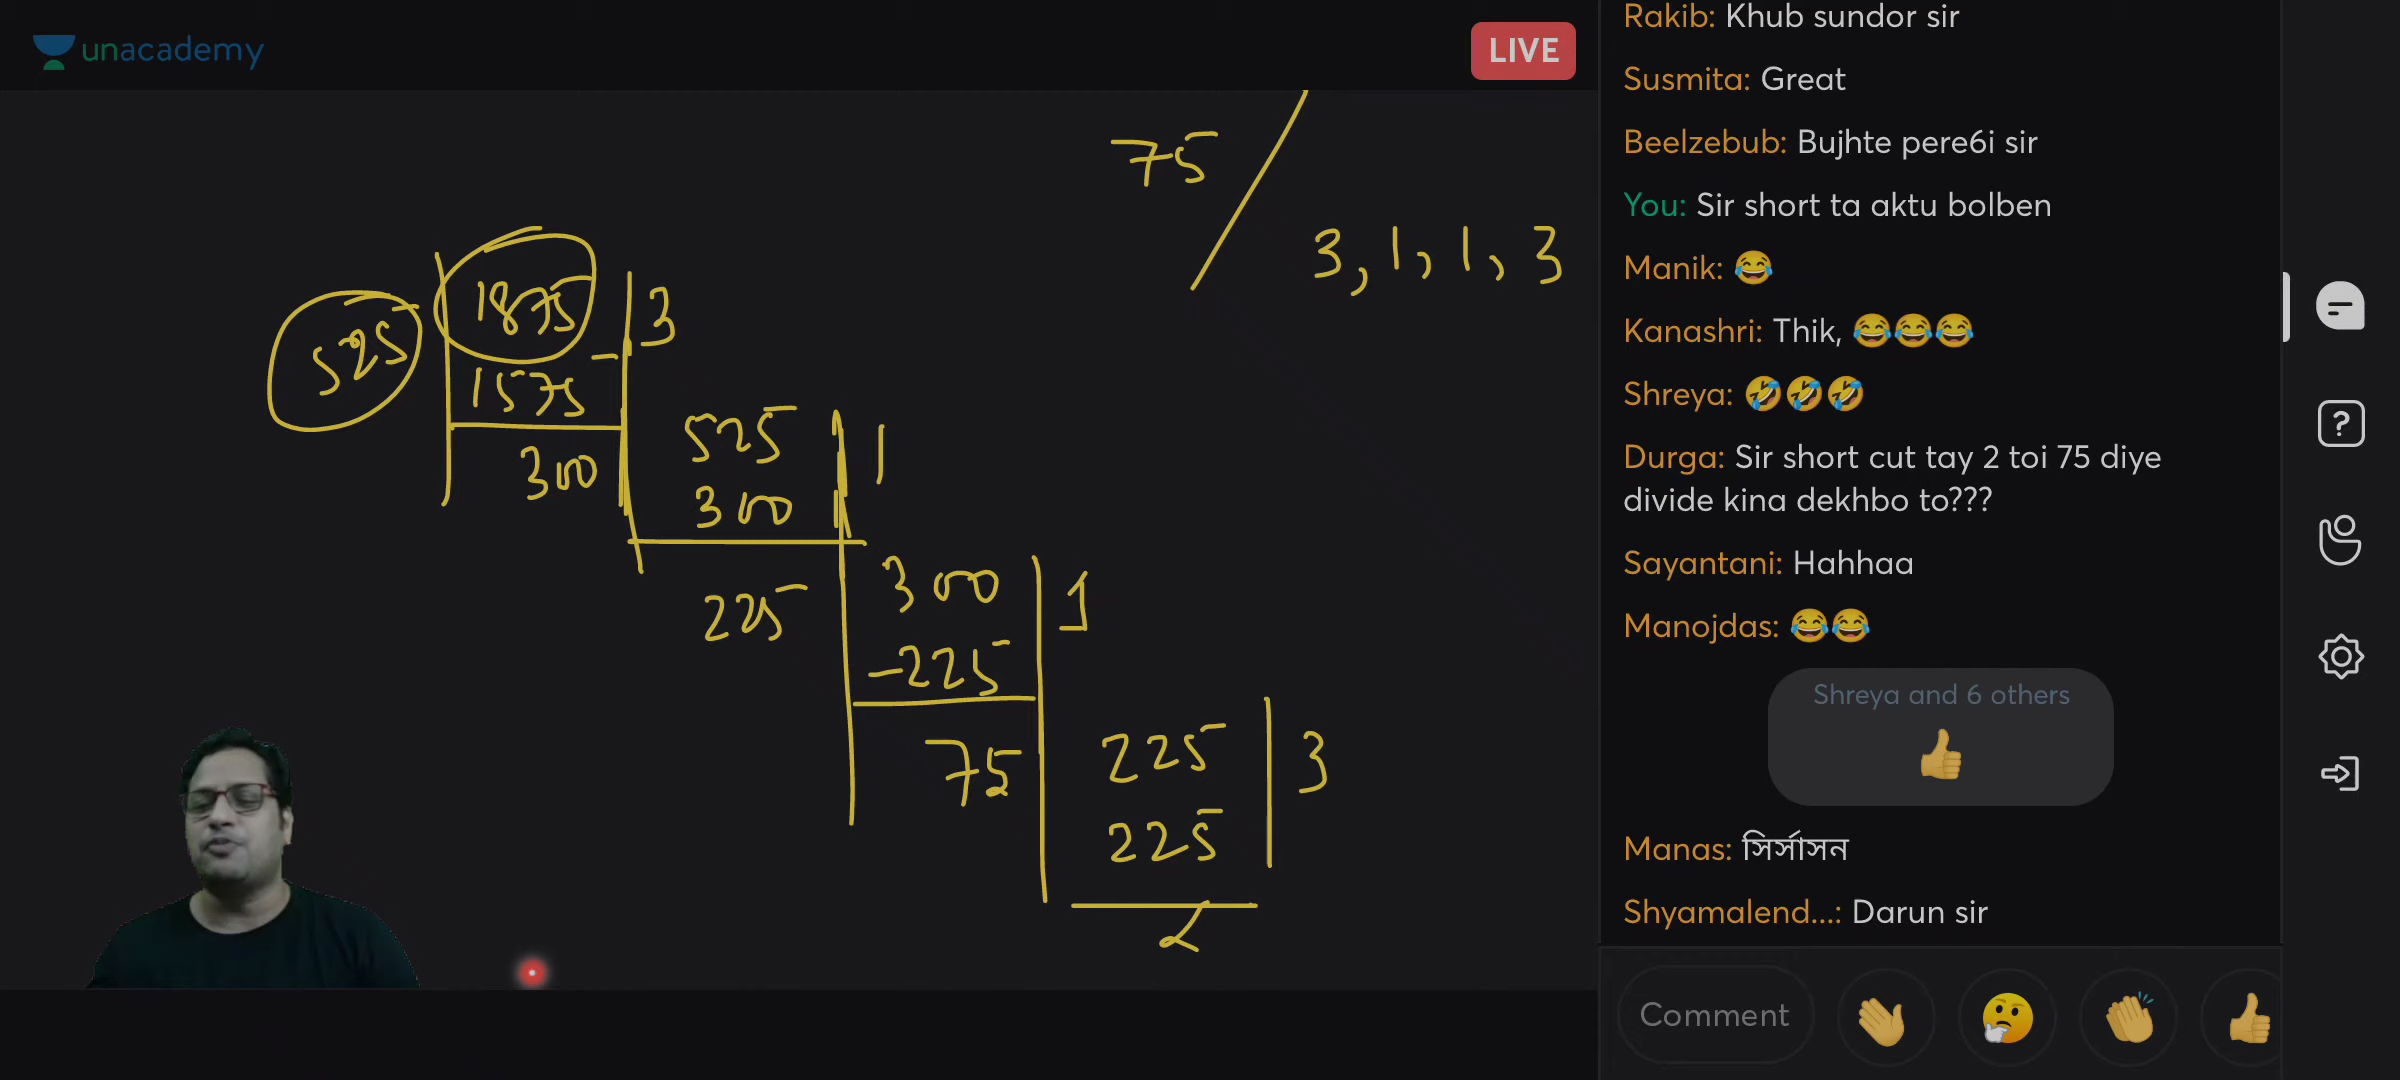 unacademy
LIVE
75
3, 1, 1, 3
525
1875
3
1575
300
525
1
300
225
300
1
-225
75
225
3
225
Rakib: Khub sundor sir
Susmita: Great
Beelzebub: Bujhte pere6i sir
You: Sir short ta aktu bolben
Manik: 😂
Kanashri: Thik, 😂😂😂
Shreya: 🤣🤣🤣
Durga: Sir short cut tay 2 toi 75 diye
divide kina dekhbo to???
Sayantani: Hahhaa
Manojdas: 😂😂
Shreya and 6 others
👍
Manas: সির্সাসন
Shyamalend...: Darun sir
Comment